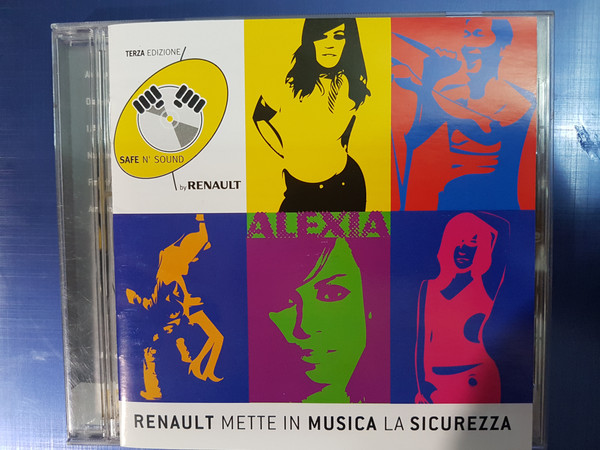 TERZA EDIZIONE
SAFE N' SOUND
by RENAULT
ALEXIA
RENAULT METTE IN MUSICA LA SICUREZZA